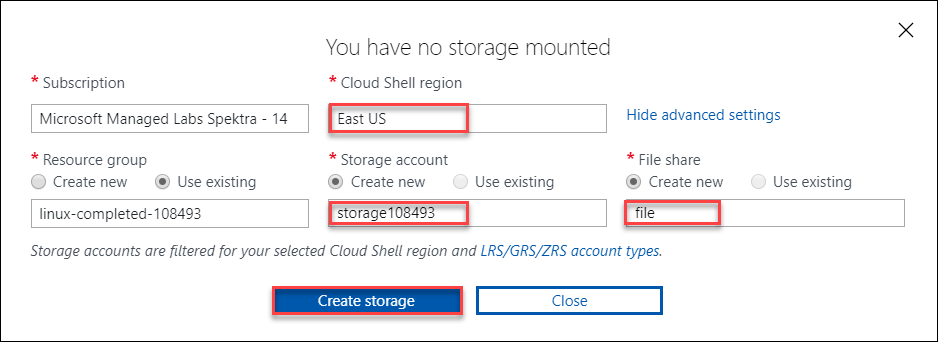 You have no storage mounted
* Subscription
* Cloud Shell region
Microsoft Managed Labs Spektra - 14
East US
Hide advanced settings
* Resource group
* Storage account
* File share
Create new Use existing
Create new Use existing
Create new Use existing
linux-completed-108493
storage108493
file
Storage accounts are filtered for your selected Cloud Shell region and LRS/GRS/ZRS account types.
Create storage
Close